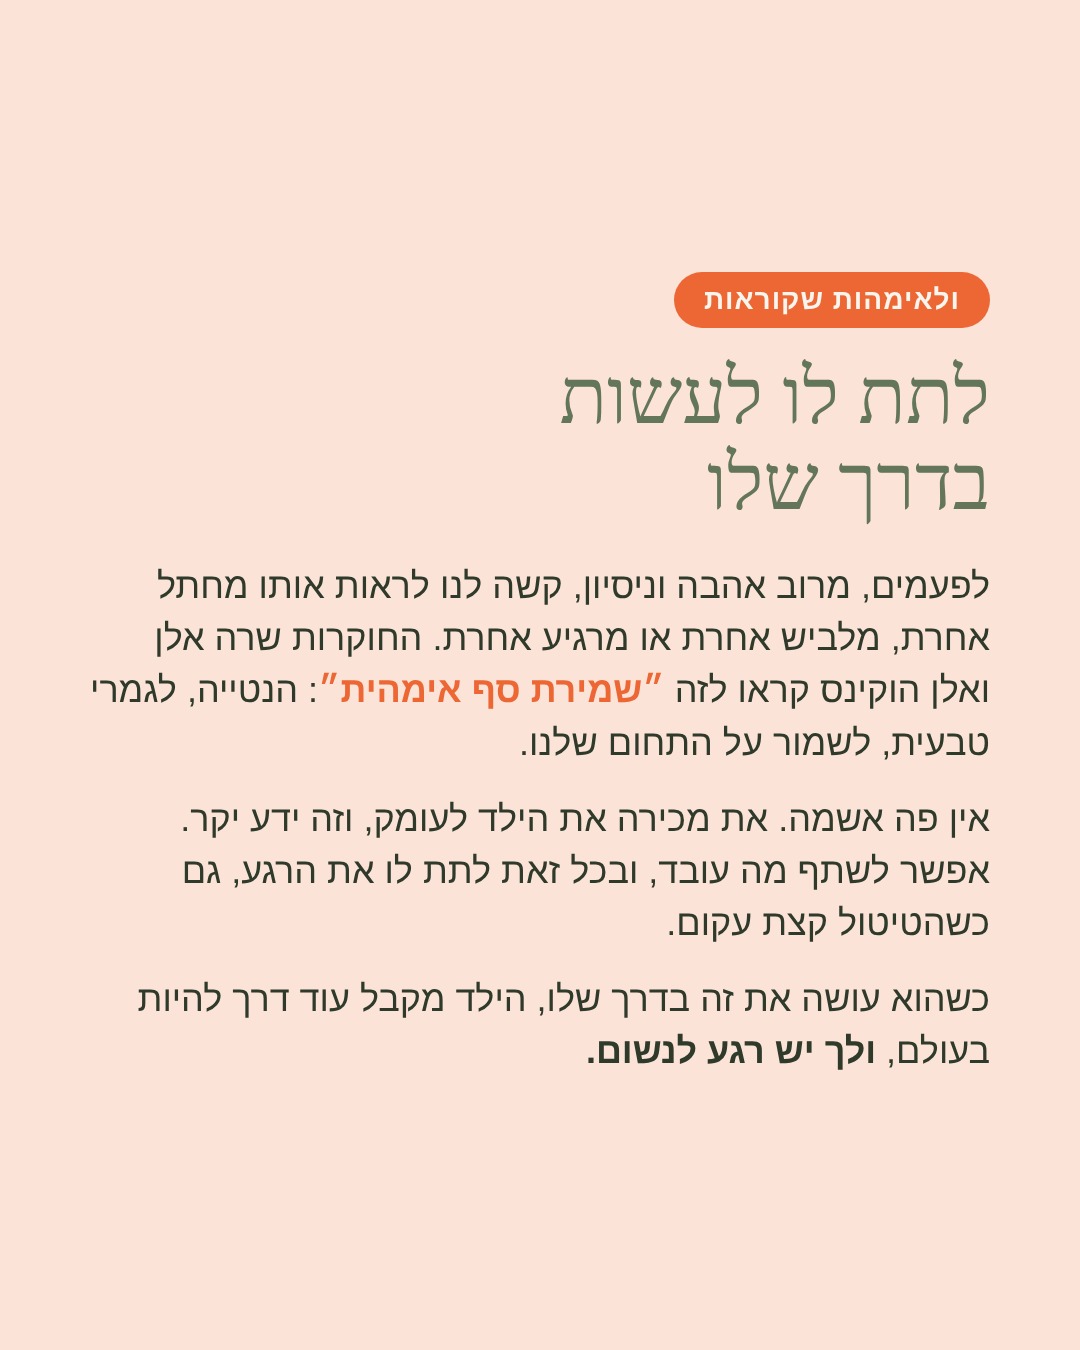 ולאימהות שקוראות
לתת לו לעשות
בדרך שלו
לפעמים, מרוב אהבה וניסיון, קשה לנו לראות אותו מחתל
אחרת, מלביש אחרת או מרגיע אחרת. החוקרות שרה אלן
ואלן הוקינס קראו לזה ״שמירת סף אימהית״: הנטייה, לגמרי
טבעית, לשמור על התחום שלנו.
אין פה אשמה. את מכירה את הילד לעומק, וזה ידע יקר.
אפשר לשתף מה עובד, ובכל זאת לתת לו את הרגע, גם
כשהטיטול קצת עקום.
כשהוא עושה את זה בדרך שלו, הילד מקבל עוד דרך להיות
בעולם, ולך יש רגע לנשום.